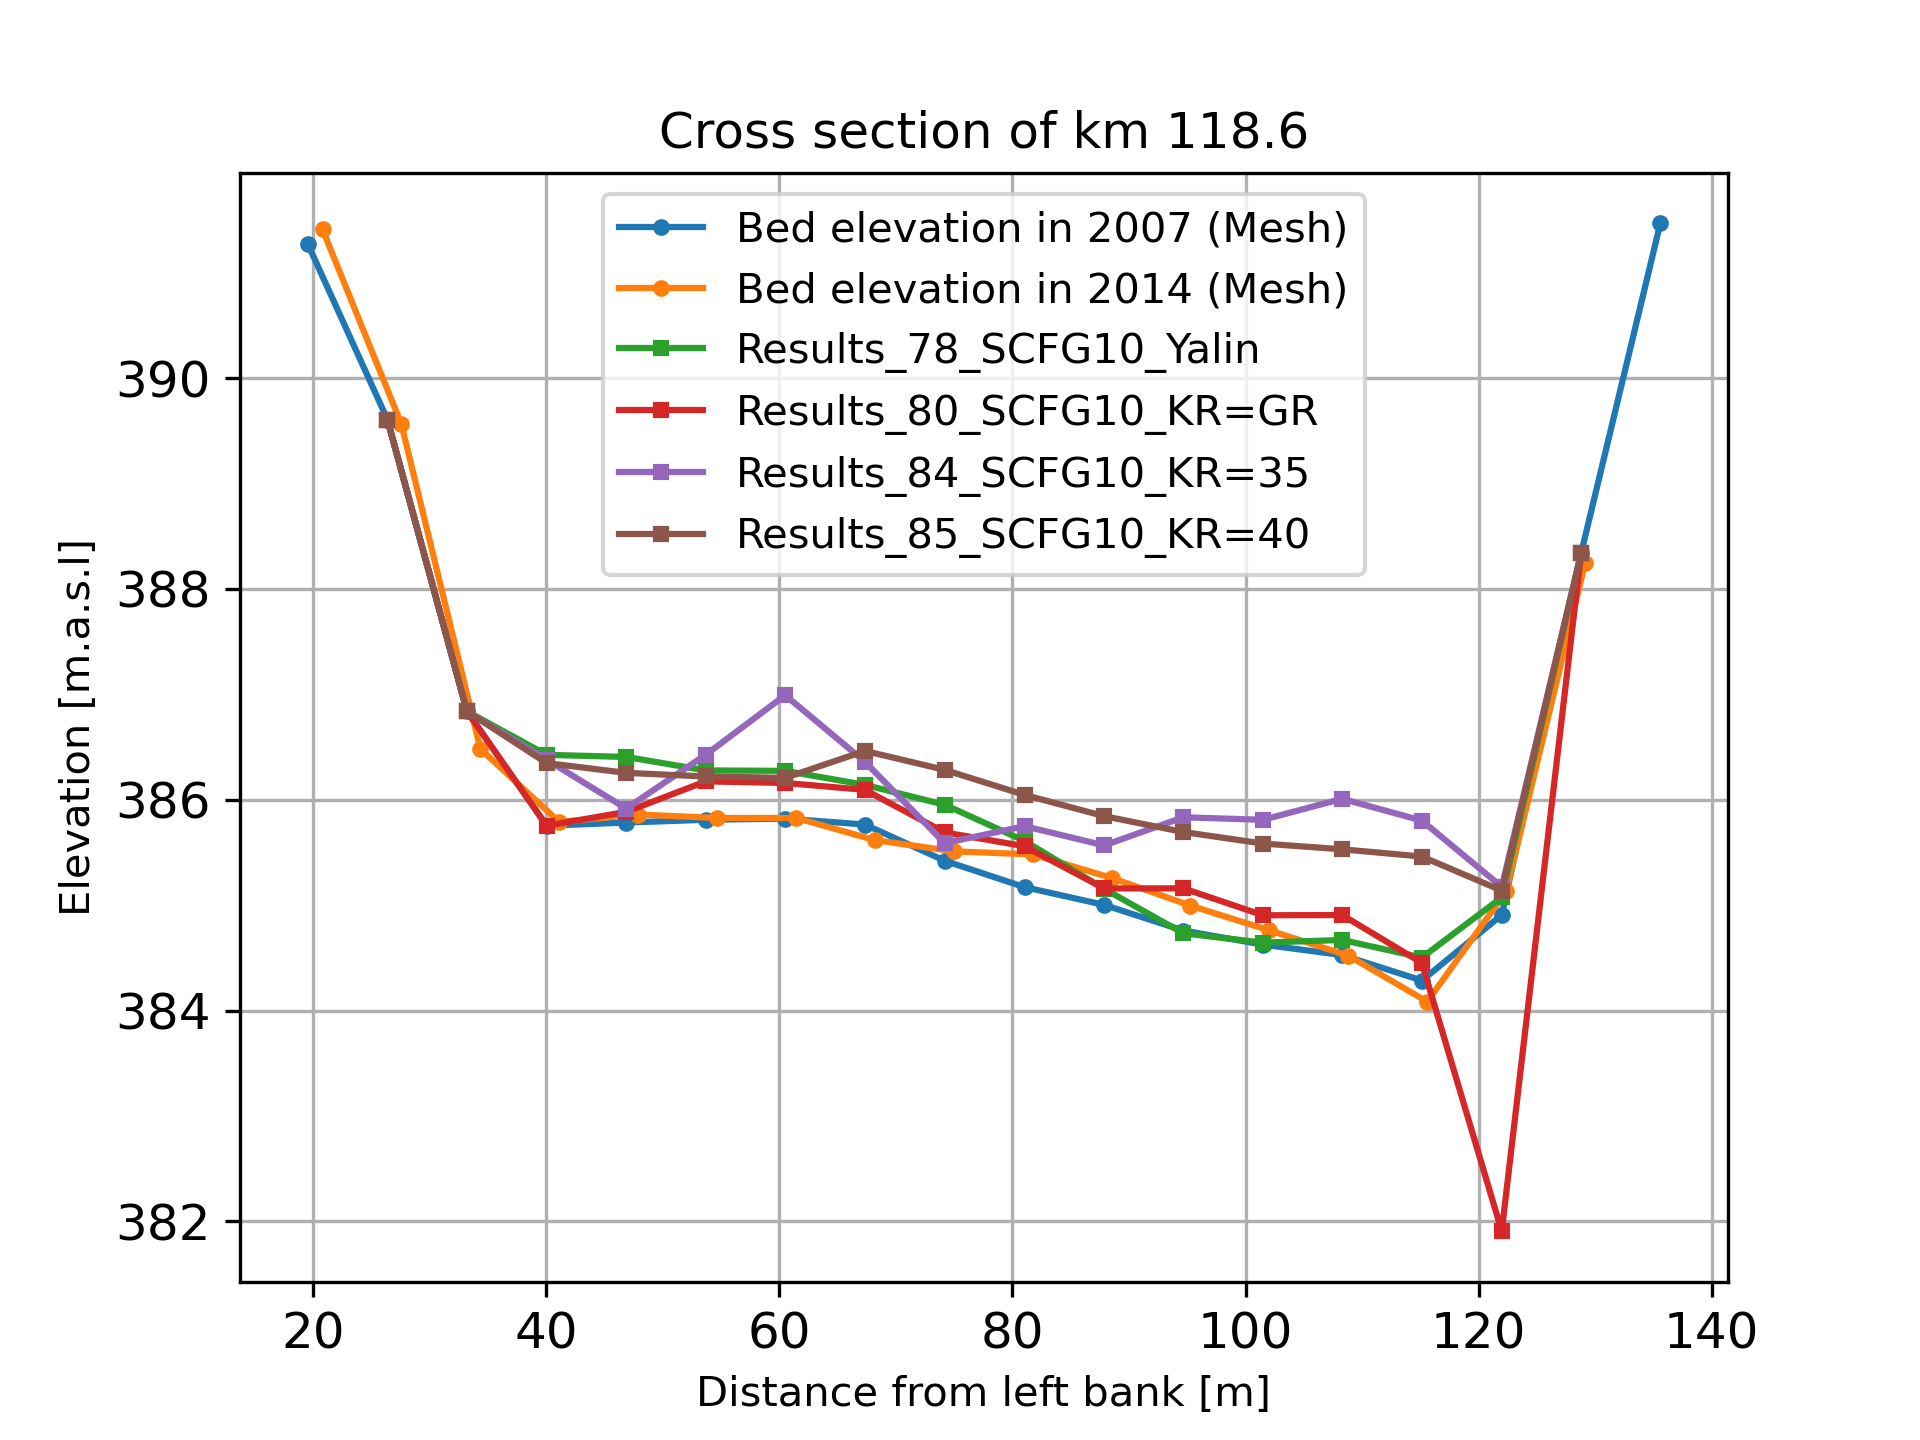 Cross section of km 118.6
Bed elevation in 2007 (Mesh)
Bed elevation in 2014 (Mesh)
Results_78_SCFG10_Yalin
Results_80_SCFG10_KR=GR
Results_84_SCFG10_KR=35
Results_85_SCFG10_KR=40
Elevation [m.a.s.l]
390
388
386
384
382
20 40 60 80 100 120 140
Distance from left bank [m]